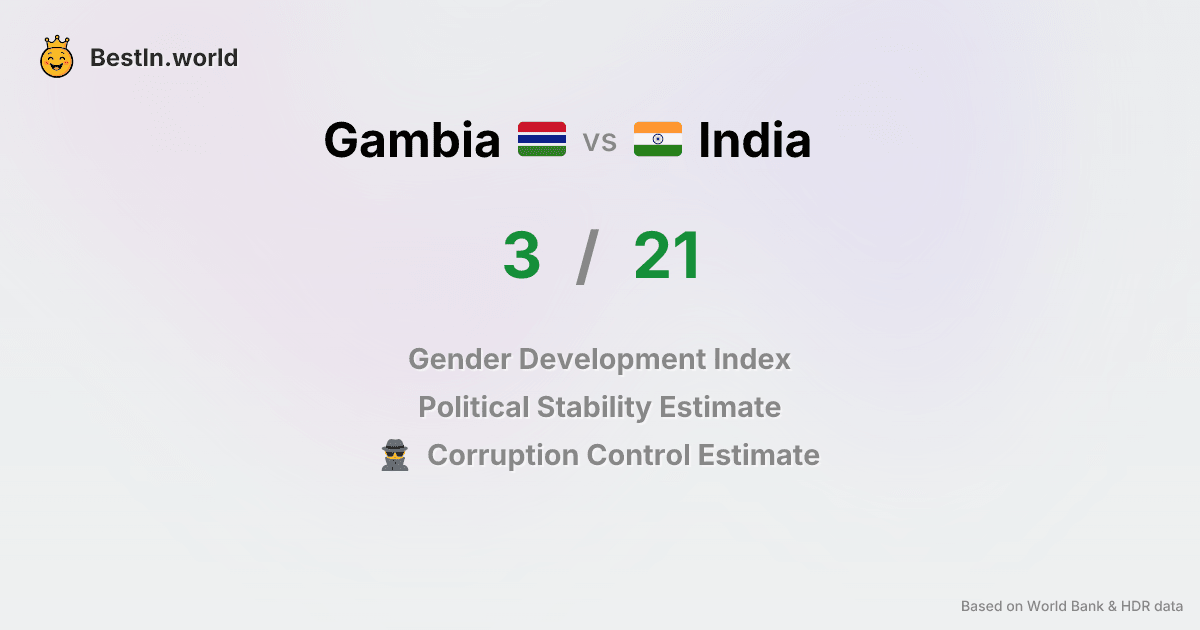 BestIn.world
Gambia vs India
3 / 21
Gender Development Index
Political Stability Estimate
Corruption Control Estimate
Based on World Bank & HDR data